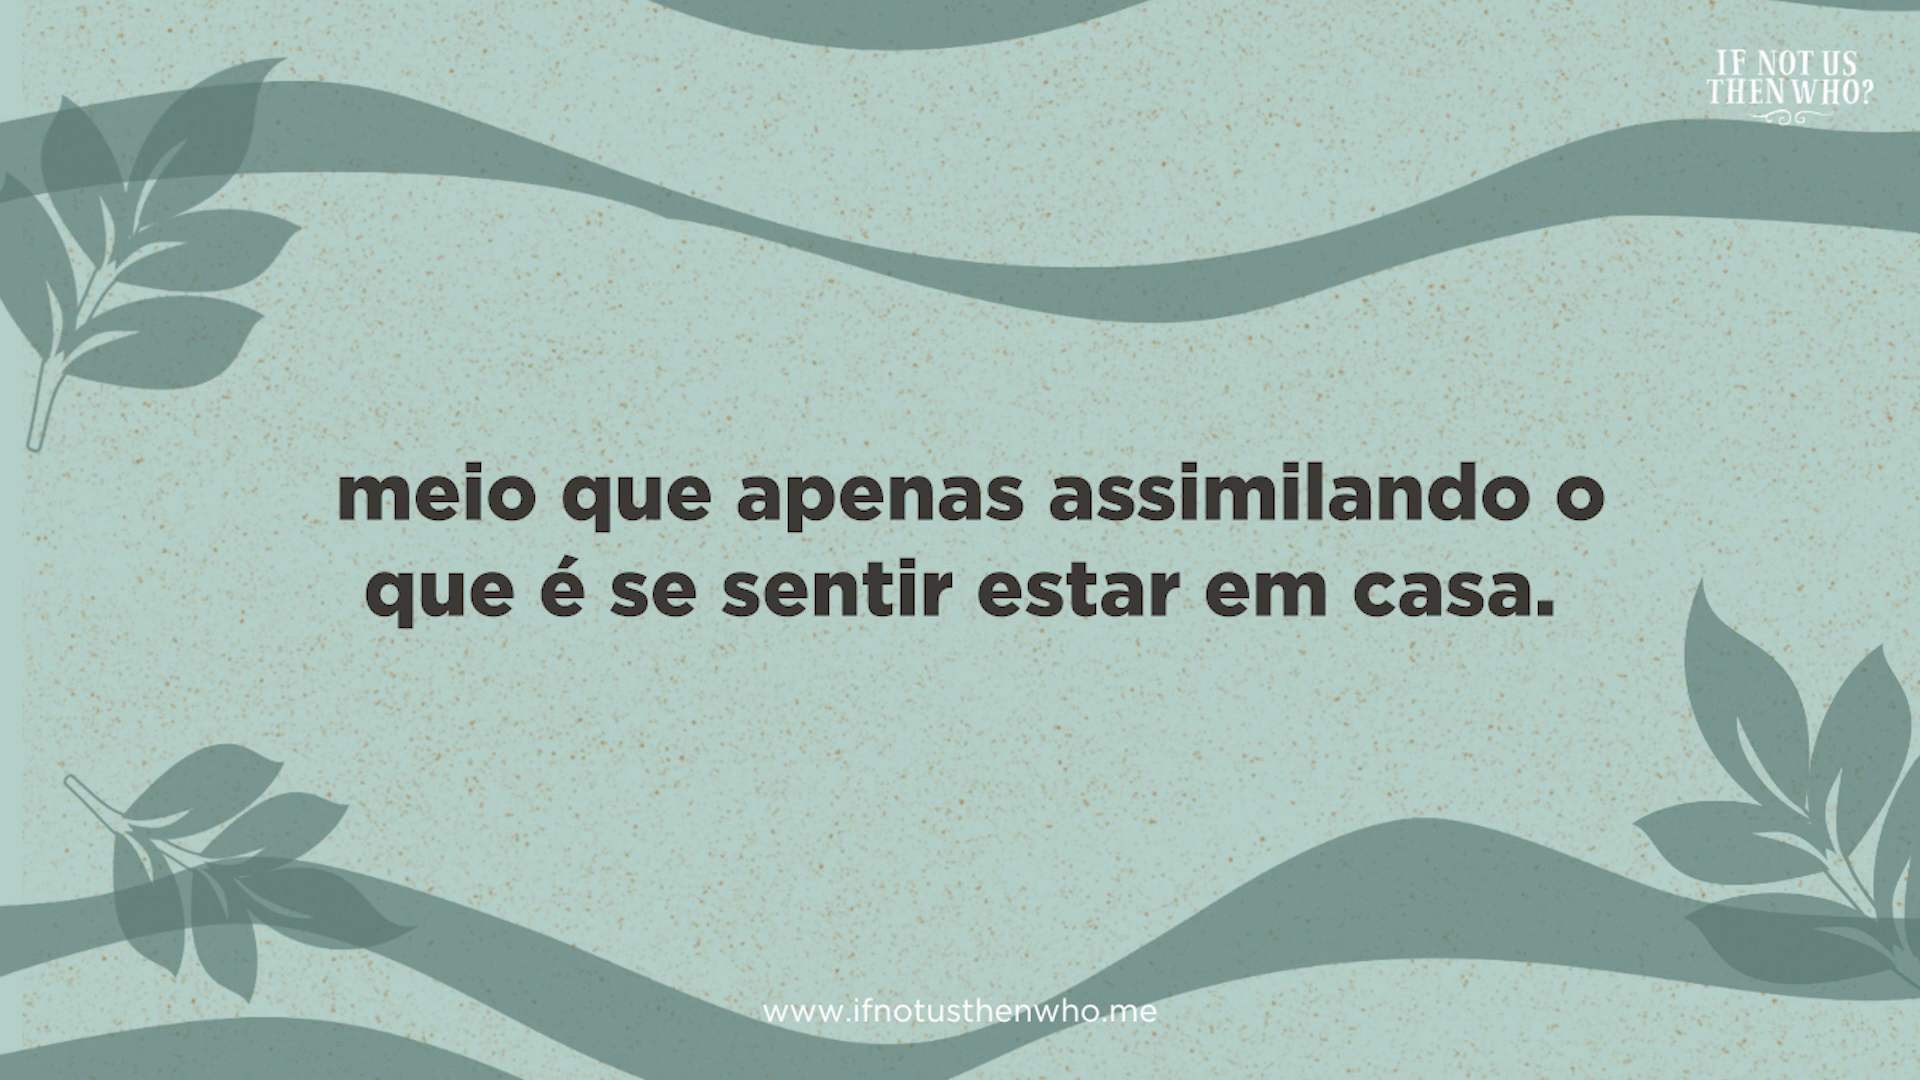 IF NOT US
THEN WHO?
meio que apenas assimilando o
que é se sentir estar em casa.
www.ifnotusthenwho.me